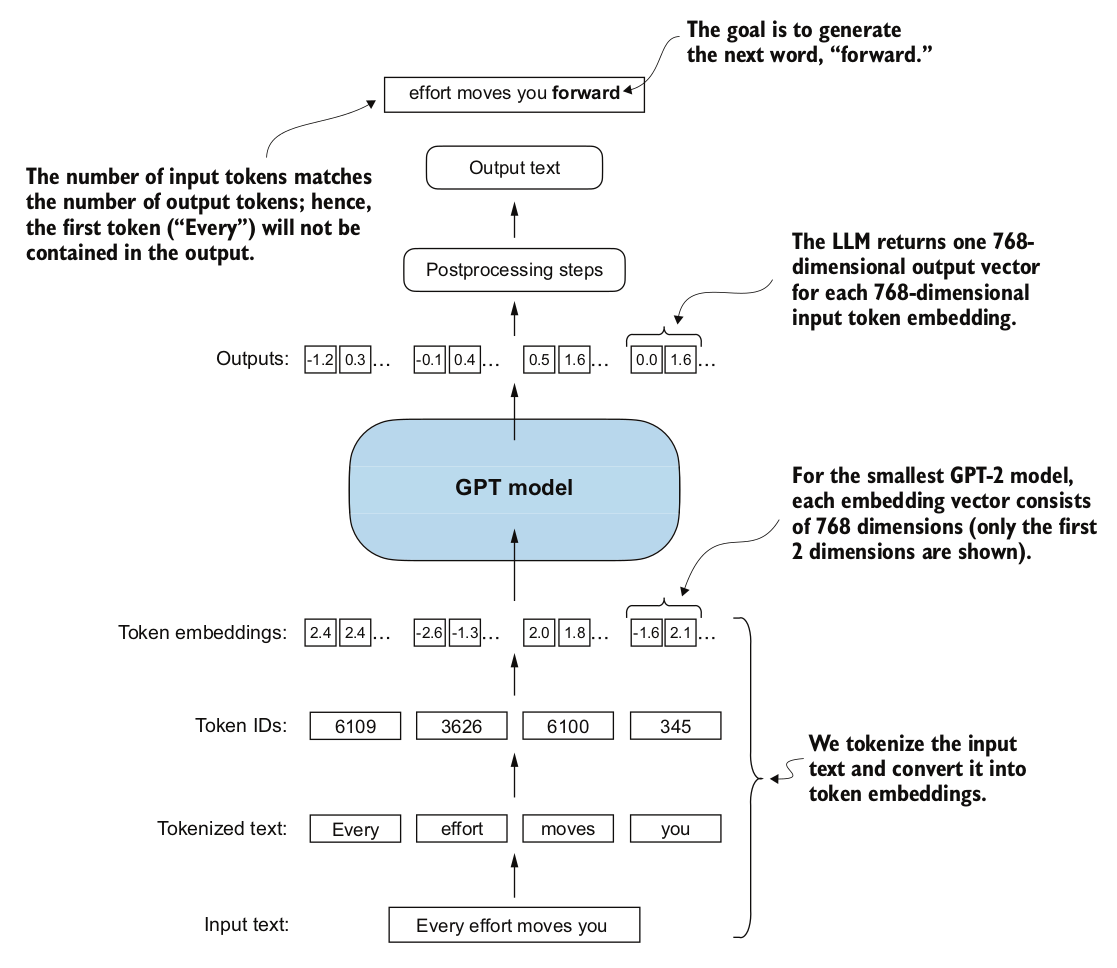 The goal is to generate
the next word, “forward.”
effort moves you forward
The number of input tokens matches
the number of output tokens; hence,
the first token (“Every”) will not be
contained in the output.
Output text
Postprocessing steps
The LLM returns one 768-
dimensional output vector
for each 768-dimensional
input token embedding.
Outputs: -1.2 0.3 ... -0.1 0.4 ... 0.5 1.6 ... 0.0 1.6 ...
GPT model
For the smallest GPT-2 model,
each embedding vector consists
of 768 dimensions (only the first
2 dimensions are shown).
Token embeddings: 2.4 2.4 ... -2.6 -1.3 ... 2.0 1.8 ... -1.6 2.1 ...
Token IDs: 6109 3626 6100 345
We tokenize the input
text and convert it into
token embeddings.
Tokenized text: Every effort moves you
Input text: Every effort moves you